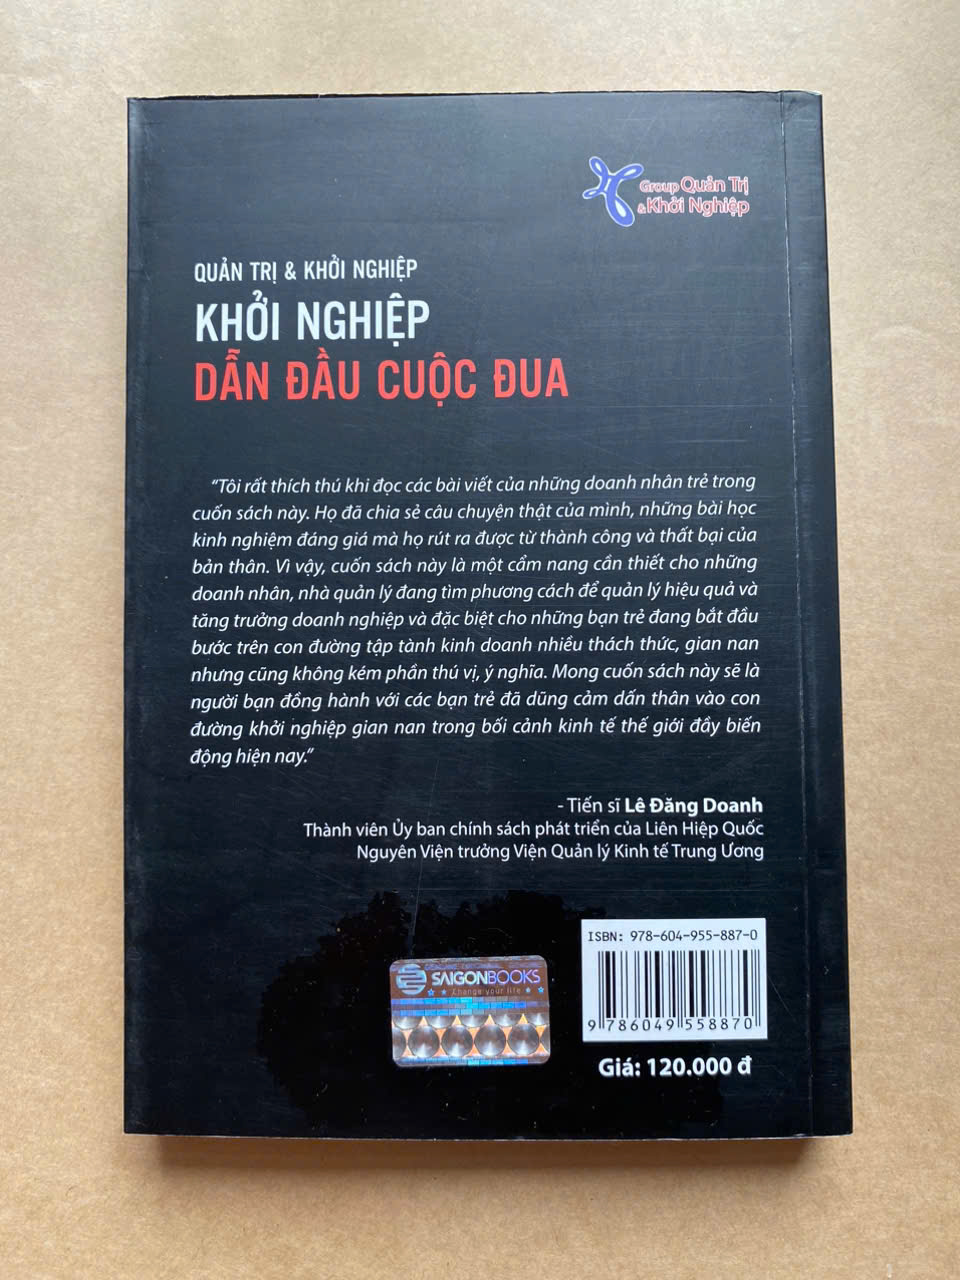 Group Quản Trị
& Khởi Nghiệp
QUẢN TRỊ & KHỞI NGHIỆP
KHỞI NGHIỆP
DẪN ĐẦU CUỘC ĐUA
“Tôi rất thích thú khi đọc các bài viết của những doanh nhân trẻ trong
cuốn sách này. Họ đã chia sẻ câu chuyện thật của mình, những bài học
kinh nghiệm đáng giá mà họ rút ra được từ thành công và thất bại của
bản thân. Vì vậy, cuốn sách này là một cẩm nang cần thiết cho những
doanh nhân, nhà quản lý đang tìm phương cách để quản lý hiệu quả và
tăng trưởng doanh nghiệp và đặc biệt cho những bạn trẻ đang bắt đầu
bước trên con đường tập tành kinh doanh nhiều thách thức, gian nan
nhưng cũng không kém phần thú vị, ý nghĩa. Mong cuốn sách này sẽ là
người bạn đồng hành với các bạn trẻ đã dũng cảm dấn thân vào con
đường khởi nghiệp gian nan trong bối cảnh kinh tế thế giới đầy biến
động hiện nay.”
- Tiến sĩ Lê Đăng Doanh
Thành viên Ủy ban chính sách phát triển của Liên Hiệp Quốc
Nguyên Viện trưởng Viện Quản lý Kinh tế Trung Ương
SAIGONBOOKS
Change your life
ISBN: 978-604-955-887-0
9 786049 558870
Giá: 120.000 đ